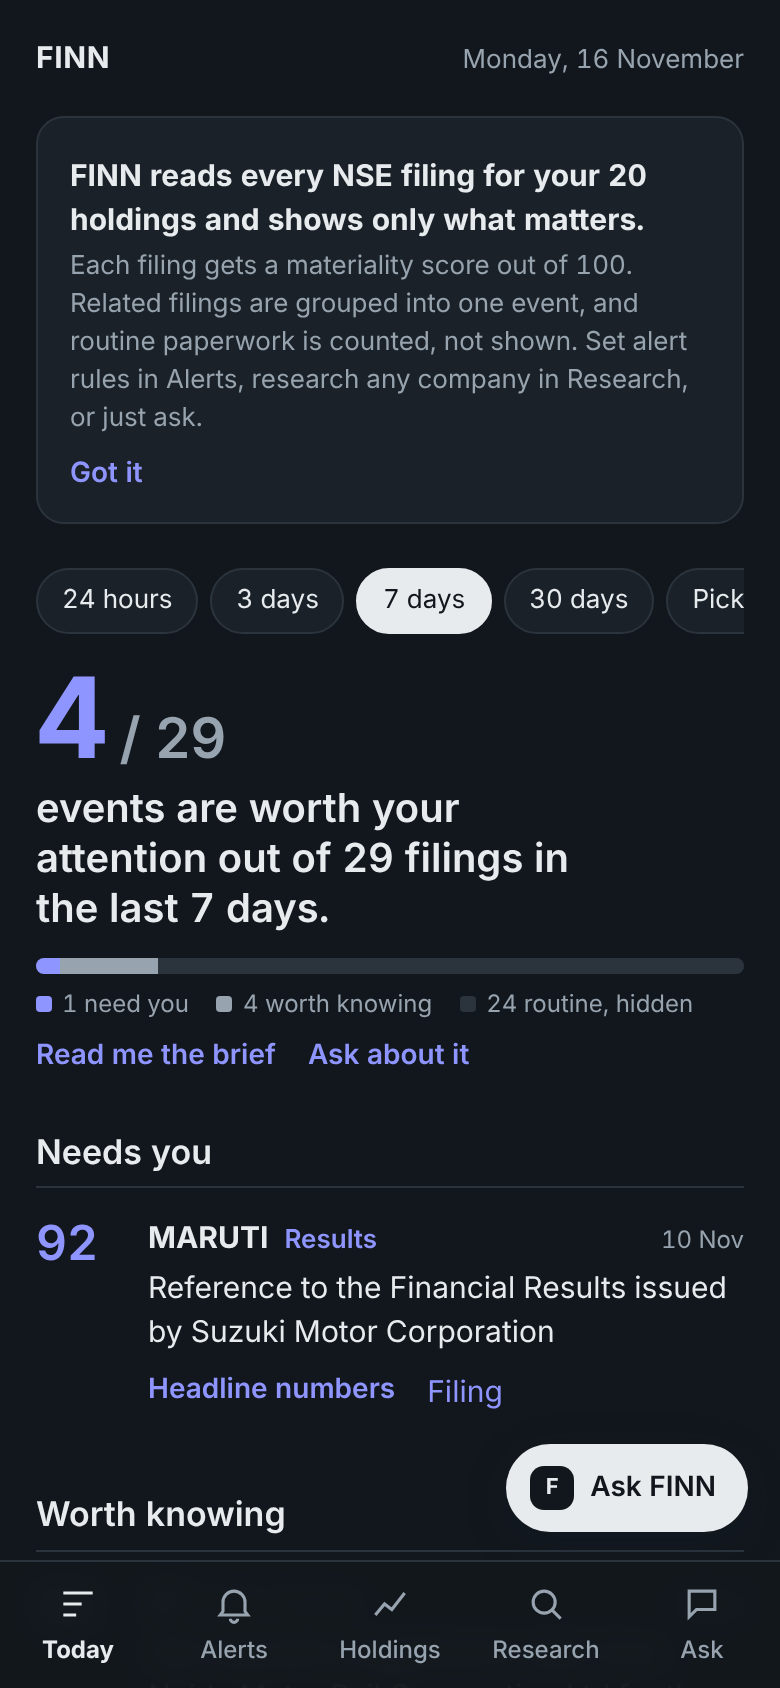 FINN
Monday, 16 November
FINN reads every NSE filing for your 20
holdings and shows only what matters.
Each filing gets a materiality score out of 100.
Related filings are grouped into one event, and
routine paperwork is counted, not shown. Set alert
rules in Alerts, research any company in Research,
or just ask.
Got it
24 hours
3 days
7 days
30 days
Pick
4 / 29
events are worth your
attention out of 29 filings in
the last 7 days.
1 need you
4 worth knowing
24 routine, hidden
Read me the brief
Ask about it
Needs you
92
MARUTI Results
10 Nov
Reference to the Financial Results issued
by Suzuki Motor Corporation
Headline numbers
Filing
F Ask FINN
Worth knowing
Today
Alerts
Holdings
Research
Ask